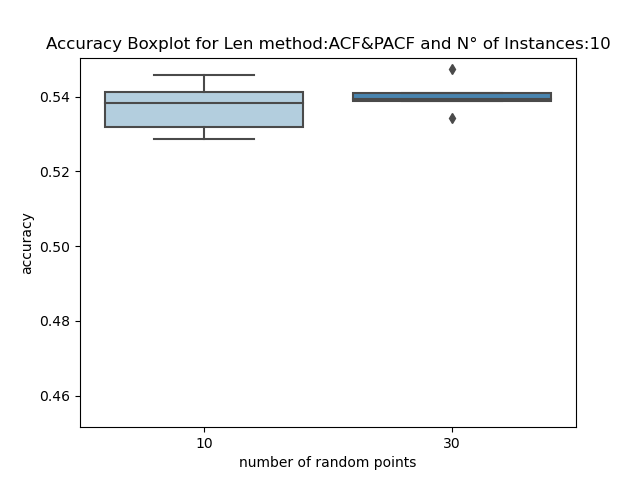 Accuracy Boxplot for Len method:ACF&PACF and N° of Instances:10
accuracy
0.54
0.52
0.50
0.48
0.46
10
30
number of random points